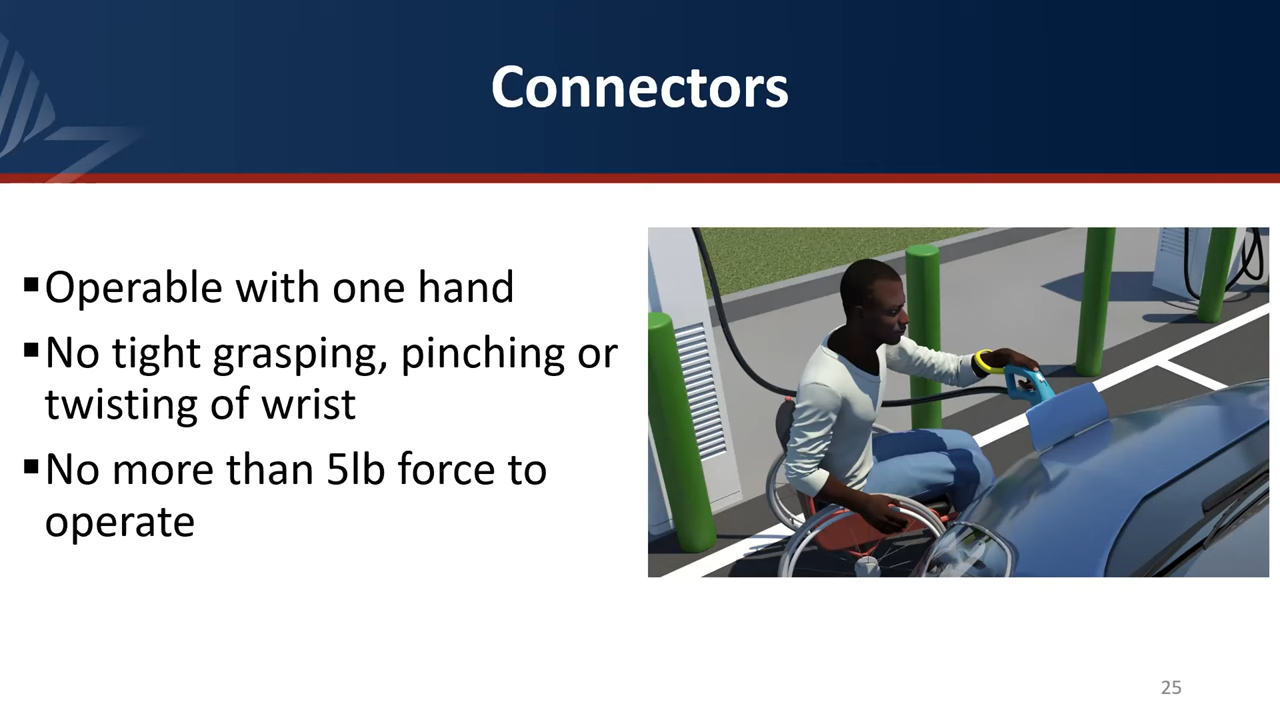 Connectors
▪Operable with one hand
▪No tight grasping, pinching or
twisting of wrist
▪No more than 5lb force to
operate
25